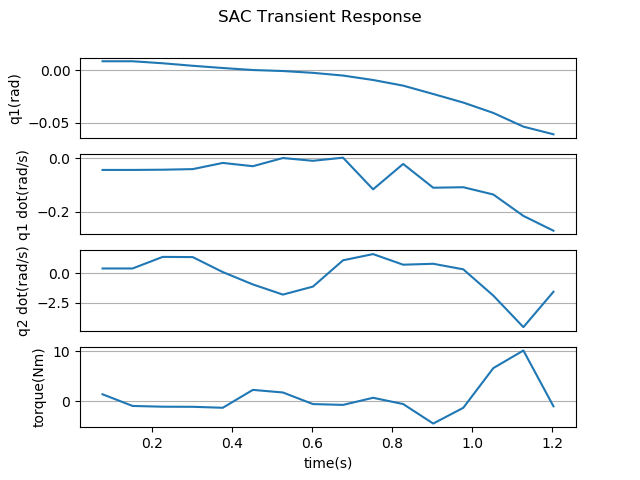 SAC Transient Response
q1(rad)
0.00
−0.05
q1 dot(rad/s)
0.0
−0.2
q2 dot(rad/s)
0.0
−2.5
torque(Nm)
10
0
0.2 0.4 0.6 0.8 1.0 1.2
time(s)